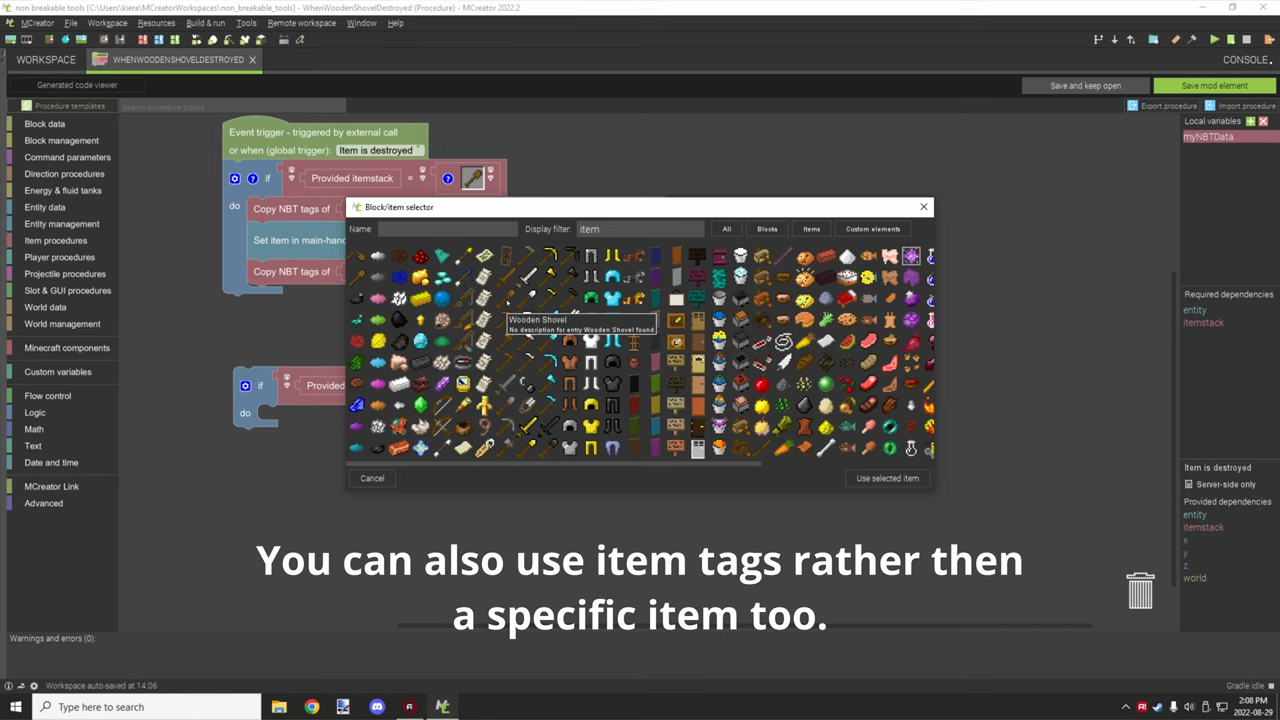 non breakable tools [C:\Users\kiera\MCreatorWorkspaces\non_breakable_tools] - WhenWoodenShovelDestroyed (Procedure) - MCreator 2022.2
MCreator File Workspace Resources Build & run Tools Remote workspace Window Help
WORKSPACE WHENWOODENSHOVELDESTROYED CONSOLE
Generated code viewer Save and keep open Save mod element
Procedure templates Search procedure blocks ... Export procedure Import procedure
Block data
Block management
Command parameters
Direction procedures
Energy & fluid tanks
Entity data
Entity management
Item procedures
Player procedures
Projectile procedures
Slot & GUI procedures
World data
World management
Minecraft components
Custom variables
Flow control
Logic
Math
Text
Date and time
MCreator Link
Advanced
Event trigger - triggered by external call
or when (global trigger): Item is destroyed
if Provided itemstack =
do Copy NBT tags of
Set item in main-hand
Copy NBT tags of
if Provided
do
Block/item selector
Name: Display filter: item All Blocks Items Custom elements
Wooden Shovel
No description for entry Wooden Shovel found
Cancel Use selected item
Local variables
myNBTData
Required dependencies
entity
itemstack
Item is destroyed
Server-side only
Provided dependencies:
entity
itemstack
x
y
z
world
You can also use item tags rather then
a specific item too.
Warnings and errors (0):
Workspace auto-saved at 14:06 Gradle idle
Type here to search
2:08 PM
2022-08-29